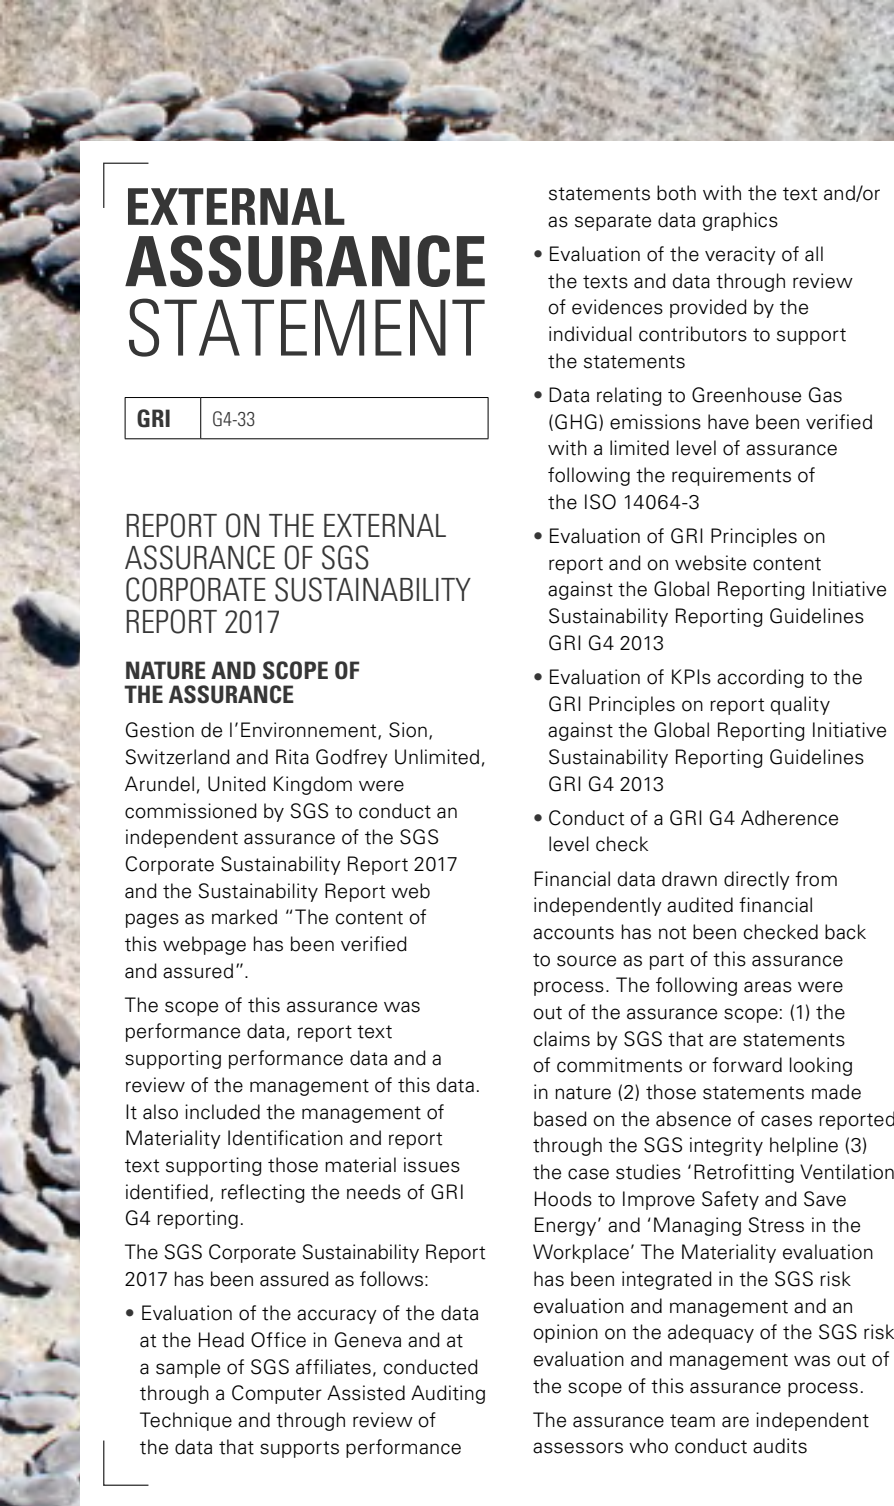 EXTERNAL
ASSURANCE
STATEMENT
GRI G4-33
REPORT ON THE EXTERNAL
ASSURANCE OF SGS
CORPORATE SUSTAINABILITY
REPORT 2017
NATURE AND SCOPE OF
THE ASSURANCE
Gestion de l’Environnement, Sion,
Switzerland and Rita Godfrey Unlimited,
Arundel, United Kingdom were
commissioned by SGS to conduct an
independent assurance of the SGS
Corporate Sustainability Report 2017
and the Sustainability Report web
pages as marked “The content of
this webpage has been verified
and assured”.
The scope of this assurance was
performance data, report text
supporting performance data and a
review of the management of this data.
It also included the management of
Materiality Identification and report
text supporting those material issues
identified, reflecting the needs of GRI
G4 reporting.
The SGS Corporate Sustainability Report
2017 has been assured as follows:
• Evaluation of the accuracy of the data
at the Head Office in Geneva and at
a sample of SGS affiliates, conducted
through a Computer Assisted Auditing
Technique and through review of
the data that supports performance
statements both with the text and/or
as separate data graphics
• Evaluation of the veracity of all
the texts and data through review
of evidences provided by the
individual contributors to support
the statements
• Data relating to Greenhouse Gas
(GHG) emissions have been verified
with a limited level of assurance
following the requirements of
the ISO 14064-3
• Evaluation of GRI Principles on
report and on website content
against the Global Reporting Initiative
Sustainability Reporting Guidelines
GRI G4 2013
• Evaluation of KPIs according to the
GRI Principles on report quality
against the Global Reporting Initiative
Sustainability Reporting Guidelines
GRI G4 2013
• Conduct of a GRI G4 Adherence
level check
Financial data drawn directly from
independently audited financial
accounts has not been checked back
to source as part of this assurance
process. The following areas were
out of the assurance scope: (1) the
claims by SGS that are statements
of commitments or forward looking
in nature (2) those statements made
based on the absence of cases reported
through the SGS integrity helpline (3)
the case studies ‘Retrofitting Ventilation
Hoods to Improve Safety and Save
Energy’ and ‘Managing Stress in the
Workplace’ The Materiality evaluation
has been integrated in the SGS risk
evaluation and management and an
opinion on the adequacy of the SGS risk
evaluation and management was out of
the scope of this assurance process.
The assurance team are independent
assessors who conduct audits